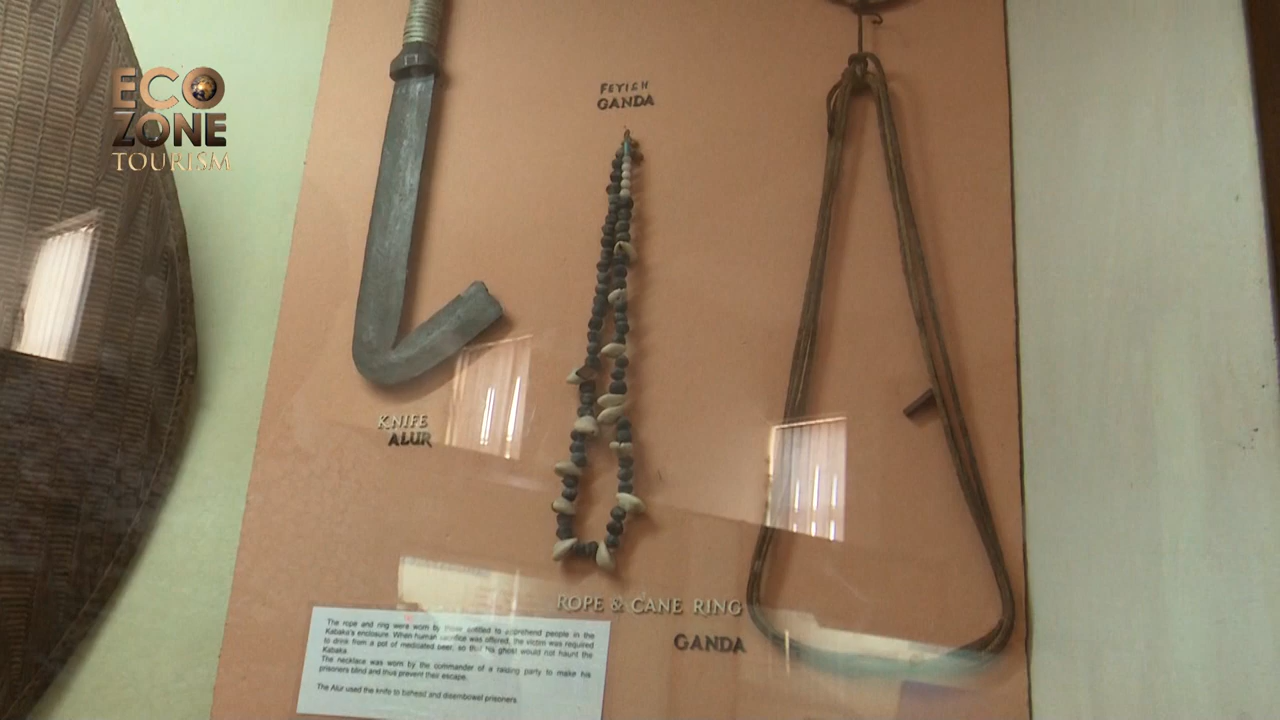 ECO
ZONE
TOURISM
FETISH
GANDA
KNIFE
ALUR
ROPE & CANE RING
GANDA
The rope and ring were worn by those entitled to apprehend people in the
Kabaka's enclosure. When human sacrifice was offered, the victim was required
to drink from a pot of medicated beer, so that his ghost would not haunt the
Kabaka.
The necklace was worn by the commander of a raiding party to make his
prisoners blind and thus prevent their escape.
The Alur used the knife to behead and disembowel prisoners.